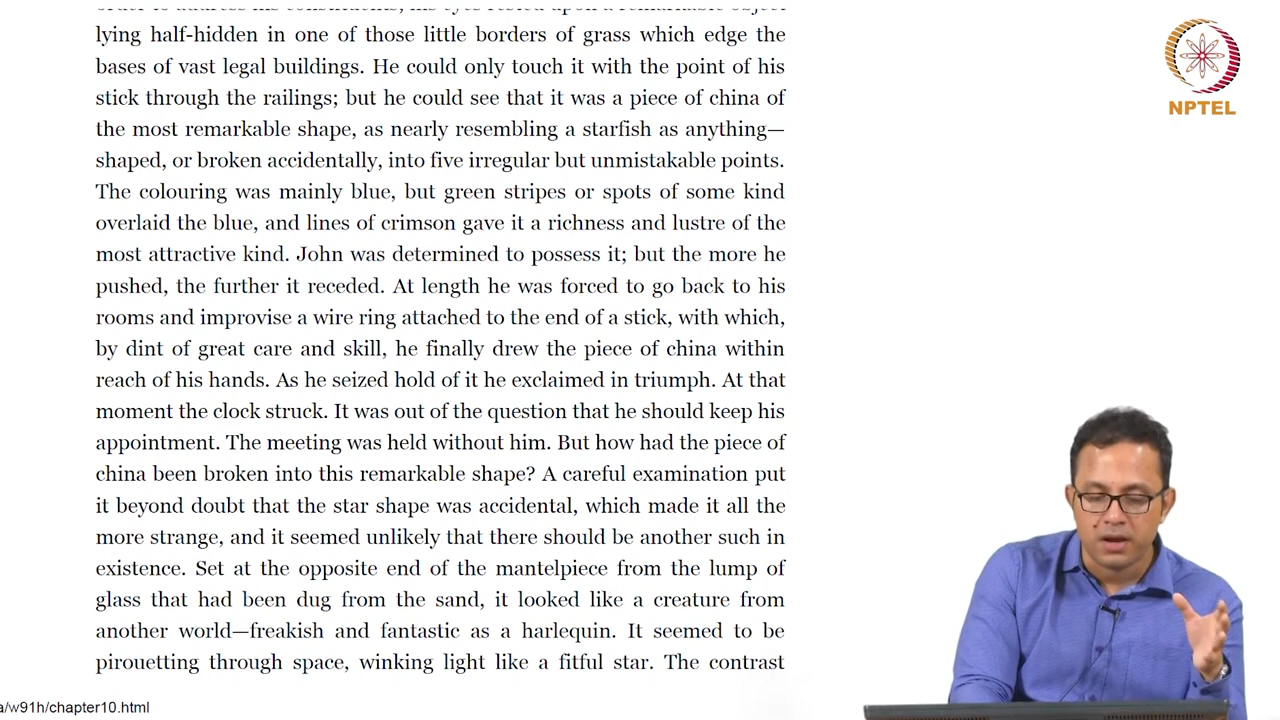 lying half-hidden in one of those little borders of grass which edge the
bases of vast legal buildings. He could only touch it with the point of his
stick through the railings; but he could see that it was a piece of china of
the most remarkable shape, as nearly resembling a starfish as anything—
shaped, or broken accidentally, into five irregular but unmistakable points.
The colouring was mainly blue, but green stripes or spots of some kind
overlaid the blue, and lines of crimson gave it a richness and lustre of the
most attractive kind. John was determined to possess it; but the more he
pushed, the further it receded. At length he was forced to go back to his
rooms and improvise a wire ring attached to the end of a stick, with which,
by dint of great care and skill, he finally drew the piece of china within
reach of his hands. As he seized hold of it he exclaimed in triumph. At that
moment the clock struck. It was out of the question that he should keep his
appointment. The meeting was held without him. But how had the piece of
china been broken into this remarkable shape? A careful examination put
it beyond doubt that the star shape was accidental, which made it all the
more strange, and it seemed unlikely that there should be another such in
existence. Set at the opposite end of the mantelpiece from the lump of
glass that had been dug from the sand, it looked like a creature from
another world—freakish and fantastic as a harlequin. It seemed to be
pirouetting through space, winking light like a fitful star. The contrast
a/w91h/chapter10.html
NPTEL